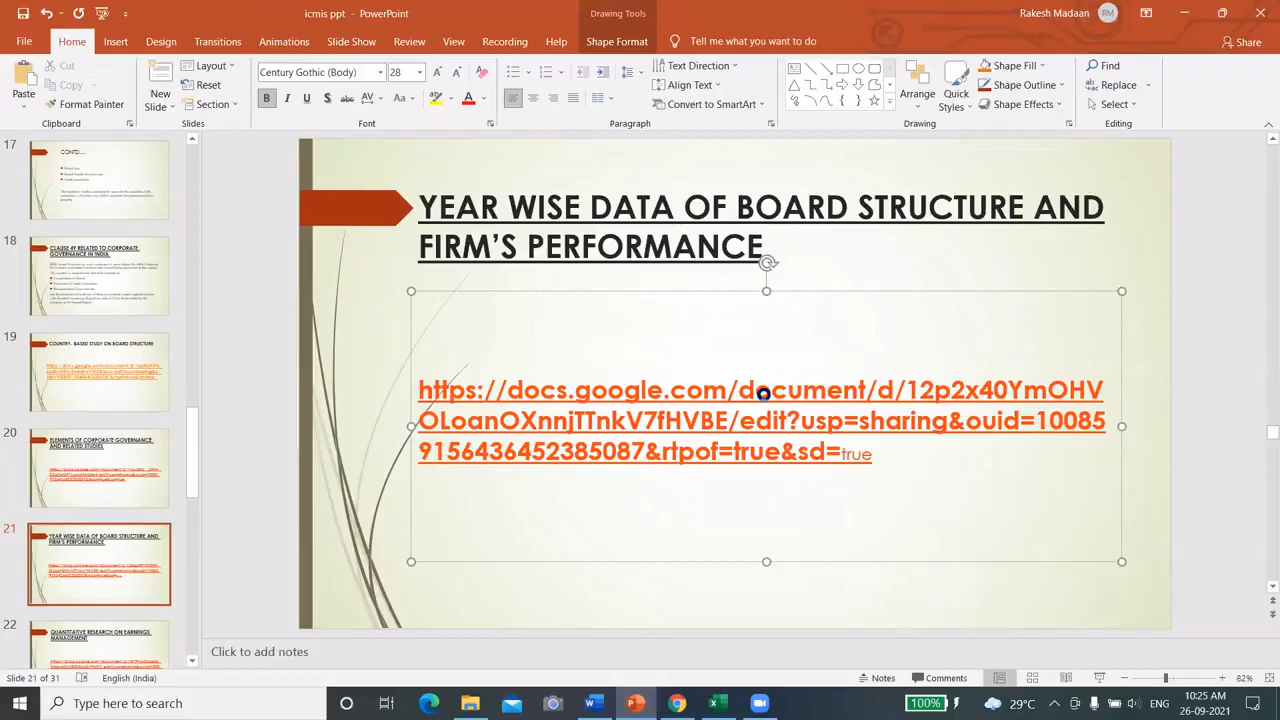 icmis pf - PowerPoint
Drawing Tools
Rakesh Madaan
RM
File
Home
Insert
Design
Transitions
Animations
Slide Show
Review
View
Recording
Help
Shape Format
Tell me what you want to do
Share
Paste
Cut
Copy
Format Painter
Clipboard
New
Slide
Layout
Reset
Section
Slides
Century Gothic (Body)
28
B I U S abc AV Aa A
Font
Text Direction
Align Text
Convert to SmartArt
Paragraph
Arrange
Quick
Styles
Shape Fill
Shape Outline
Shape Effects
Drawing
Find
Replace
Select
Editing
17
CONTD....
18
CLAUSE 49 RELATED TO CORPORATE
GOVERNANCE IN INDIA
19
COUNTRY- BASED STUDY ON BOARD STRUCTURE
20
ELEMENTS OF CORPORATE GOVERNANCE
AND RELATED STUDIES
21
YEAR WISE DATA OF BOARD STRUCTURE AND
FIRM'S PERFORMANCE
22
QUANTITATIVE RESEARCH ON EARNINGS
MANAGEMENT
YEAR WISE DATA OF BOARD STRUCTURE AND
FIRM’S PERFORMANCE
https://docs.google.com/document/d/12p2x40YmOHV
OLoanOXnnjTTnkV7fHVBE/edit?usp=sharing&ouid=10085
9156436452385087&rtpof=true&sd=true
Click to add notes
Slide 21 of 31
English (India)
Notes
Comments
82%
Type here to search
100%
29°C
10:25 AM
26-09-2021